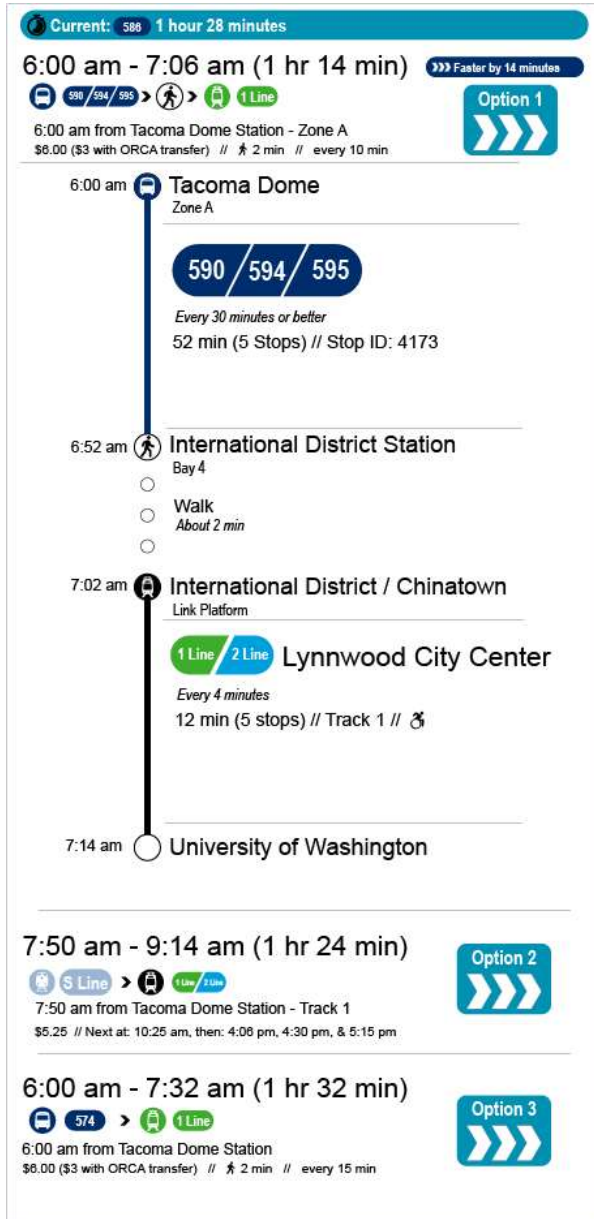 Current: 586 1 hour 28 minutes
6:00 am - 7:06 am (1 hr 14 min)
Faster by 14 minutes
590/594/595 > > 1 Line
Option 1
6:00 am from Tacoma Dome Station - Zone A
$6.00 ($3 with ORCA transfer) // 2 min // every 10 min
6:00 am Tacoma Dome
Zone A
590/594/595
Every 30 minutes or better
52 min (5 Stops) // Stop ID: 4173
6:52 am International District Station
Bay 4
Walk
About 2 min
7:02 am International District / Chinatown
Link Platform
1 Line/2 Line Lynnwood City Center
Every 4 minutes
12 min (5 stops) // Track 1 //
7:14 am University of Washington
7:50 am - 9:14 am (1 hr 24 min)
Option 2
S Line > 1 Line/2 Line
7:50 am from Tacoma Dome Station - Track 1
$5.25 // Next at: 10:25 am, then: 4:06 pm, 4:30 pm, & 5:15 pm
6:00 am - 7:32 am (1 hr 32 min)
Option 3
574 > 1 Line
6:00 am from Tacoma Dome Station
$6.00 ($3 with ORCA transfer) // 2 min // every 15 min